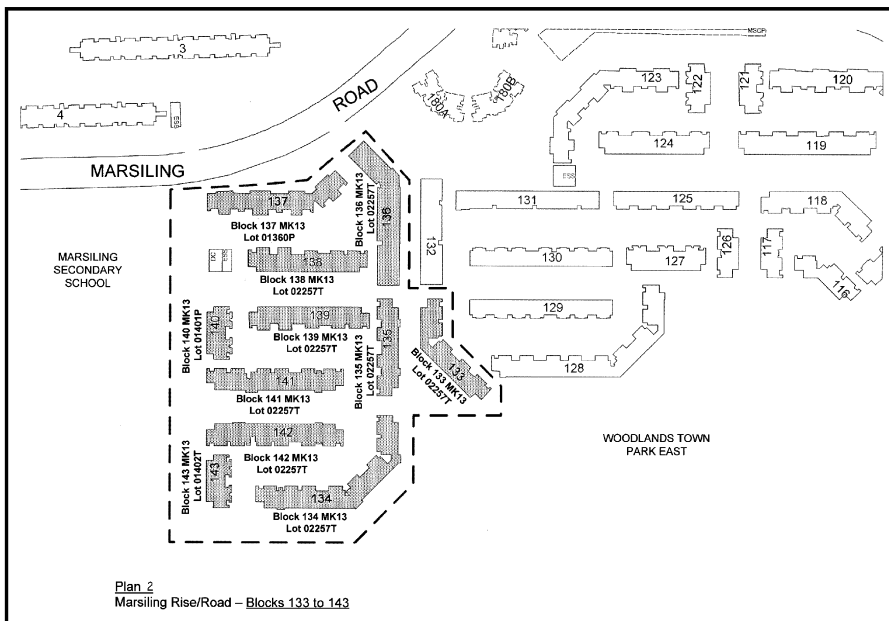 MSCP
3
ROAD
180A
180B
123
122
121
120
4
ESS
124
119
MARSILING
ESS
137
Block 137 MK13
Lot 01360P
Block 136 MK13
Lot 02257T
136
132
131
125
118
MARSILING
SECONDARY
SCHOOL
DC
ESS
138
Block 138 MK13
Lot 02257T
130
127
126
117
116
Block 140 MK13
Lot 01401P
140
139
Block 139 MK13
Lot 02257T
Block 135 MK13
Lot 02257T
135
129
133
Block 133 MK13
Lot 02257T
128
141
Block 141 MK13
Lot 02257T
142
Block 142 MK13
Lot 02257T
Block 143 MK13
Lot 01402T
143
134
Block 134 MK13
Lot 02257T
WOODLANDS TOWN
PARK EAST
Plan 2
Marsiling Rise/Road – Blocks 133 to 143